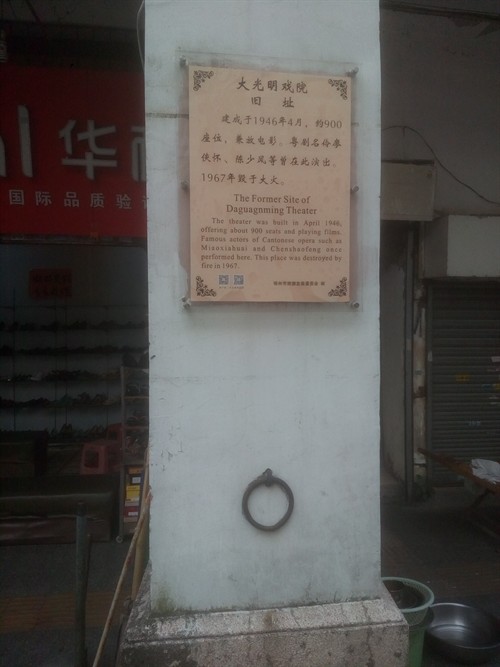 大光明戏院
旧 址
建成于1946年4月，约900
座位，兼放电影。粤剧名伶廖
侠怀、陈少凤等曾在此演出。
1967年毁于大火。
The Former Site of
Daguagnming Theater
The theater was built in April 1946,
offering about 900 seats and playing films.
Famous actors of Cantonese opera such as
and Chenshaofeng once
performed here. This place was destroyed by
fire in 1967.
华
国际品质验